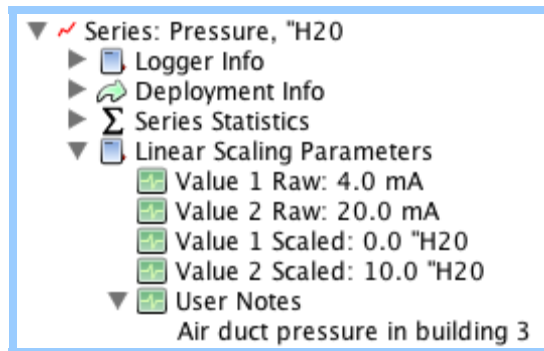 Series: Pressure, "H20
Logger Info
Deployment Info
Series Statistics
Linear Scaling Parameters
Value 1 Raw: 4.0 mA
Value 2 Raw: 20.0 mA
Value 1 Scaled: 0.0 "H20
Value 2 Scaled: 10.0 "H20
User Notes
Air duct pressure in building 3